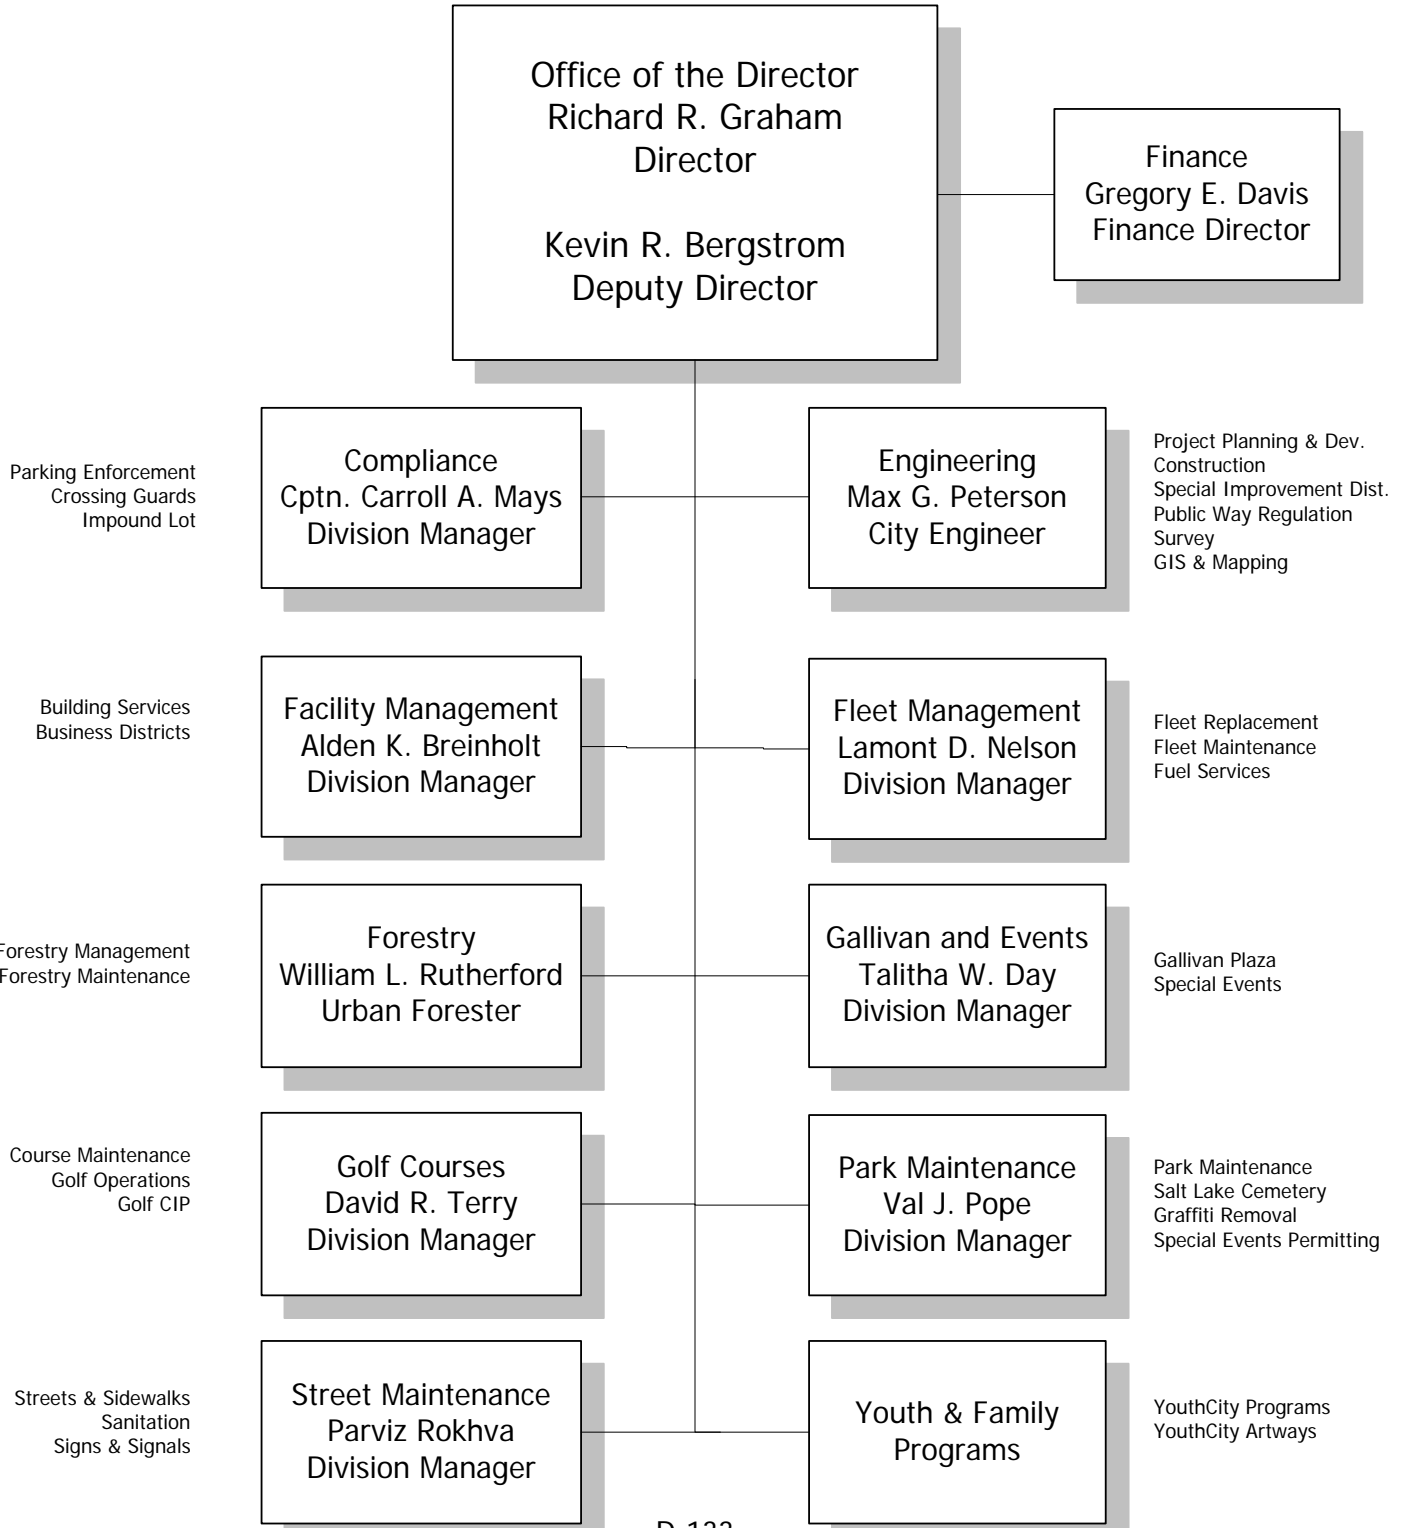 Office of the Director
Richard R. Graham
Director
Kevin R. Bergstrom
Deputy Director
Finance
Gregory E. Davis
Finance Director
Parking Enforcement
Crossing Guards
Impound Lot
Compliance
Cptn. Carroll A. Mays
Division Manager
Engineering
Max G. Peterson
City Engineer
Project Planning & Dev.
Construction
Special Improvement Dist.
Public Way Regulation
Survey
GIS & Mapping
Building Services
Business Districts
Facility Management
Alden K. Breinholt
Division Manager
Fleet Management
Lamont D. Nelson
Division Manager
Fleet Replacement
Fleet Maintenance
Fuel Services
Forestry Management
Forestry Maintenance
Forestry
William L. Rutherford
Urban Forester
Gallivan and Events
Talitha W. Day
Division Manager
Gallivan Plaza
Special Events
Course Maintenance
Golf Operations
Golf CIP
Golf Courses
David R. Terry
Division Manager
Park Maintenance
Val J. Pope
Division Manager
Park Maintenance
Salt Lake Cemetery
Graffiti Removal
Special Events Permitting
Streets & Sidewalks
Sanitation
Signs & Signals
Street Maintenance
Parviz Rokhva
Division Manager
Youth & Family
Programs
YouthCity Programs
YouthCity Artways